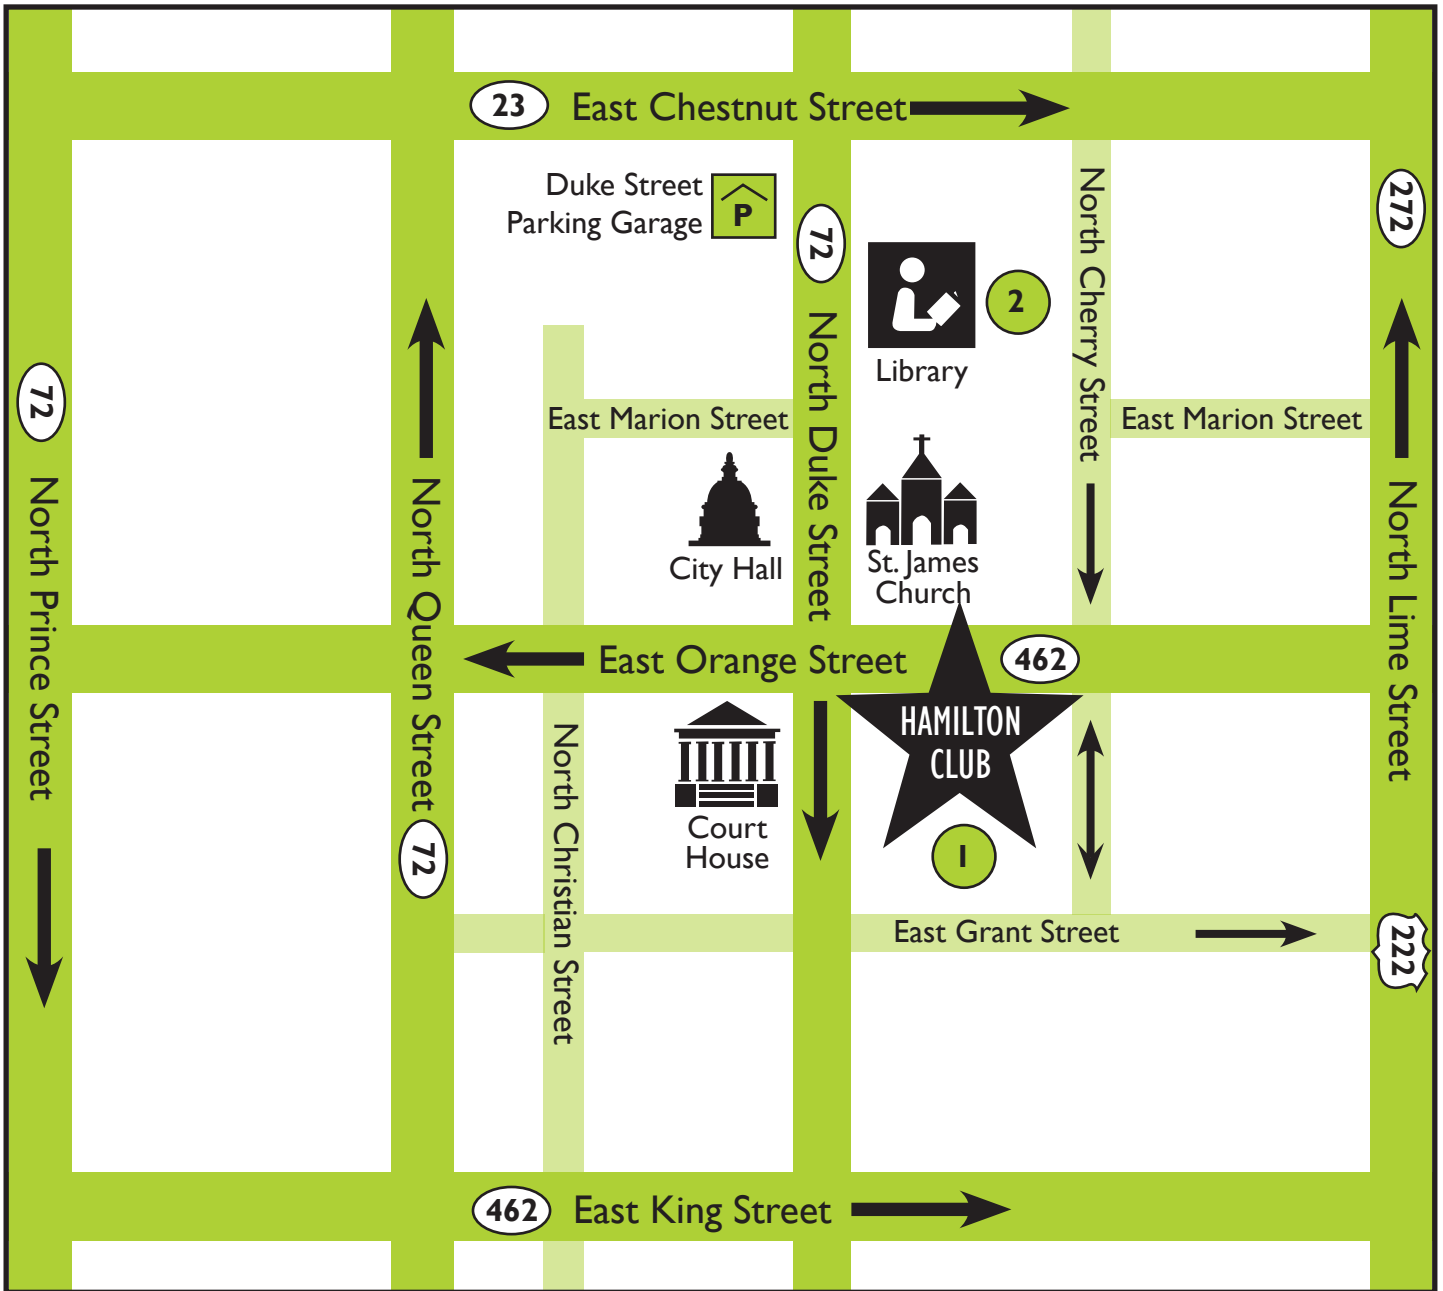 23
East Chestnut Street
Duke Street
Parking Garage
P
72
North Duke Street
2
Library
North Cherry Street
272
72
North Prince Street
North Queen Street
72
East Marion Street
East Marion Street
City Hall
St. James
Church
North Lime Street
East Orange Street
462
HAMILTON
CLUB
1
Court
House
North Christian Street
East Grant Street
222
462
East King Street